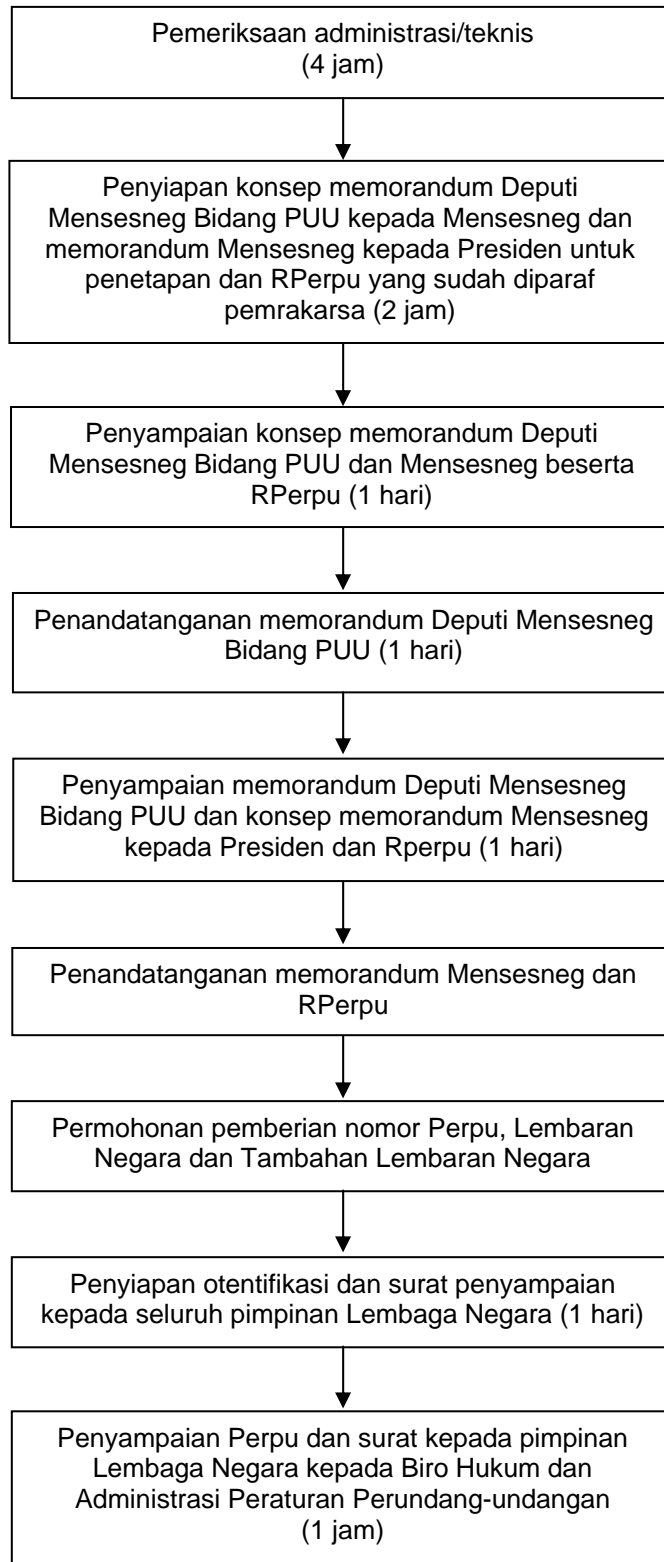 Pemeriksaan administrasi/teknis
(4 jam)
Penyiapan konsep memorandum Deputi
Mensesneg Bidang PUU kepada Mensesneg dan
memorandum Mensesneg kepada Presiden untuk
penetapan dan RPerpu yang sudah diparaf
pemrakarsa (2 jam)
Penyampaian konsep memorandum Deputi
Mensesneg Bidang PUU dan Mensesneg beserta
RPerpu (1 hari)
Penandatanganan memorandum Deputi Mensesneg
Bidang PUU (1 hari)
Penyampaian memorandum Deputi Mensesneg
Bidang PUU dan konsep memorandum Mensesneg
kepada Presiden dan Rperpu (1 hari)
Penandatanganan memorandum Mensesneg dan
RPerpu
Permohonan pemberian nomor Perpu, Lembaran
Negara dan Tambahan Lembaran Negara
Penyiapan otentifikasi dan surat penyampaian
kepada seluruh pimpinan Lembaga Negara (1 hari)
Penyampaian Perpu dan surat kepada pimpinan
Lembaga Negara kepada Biro Hukum dan
Administrasi Peraturan Perundang-undangan
(1 jam)